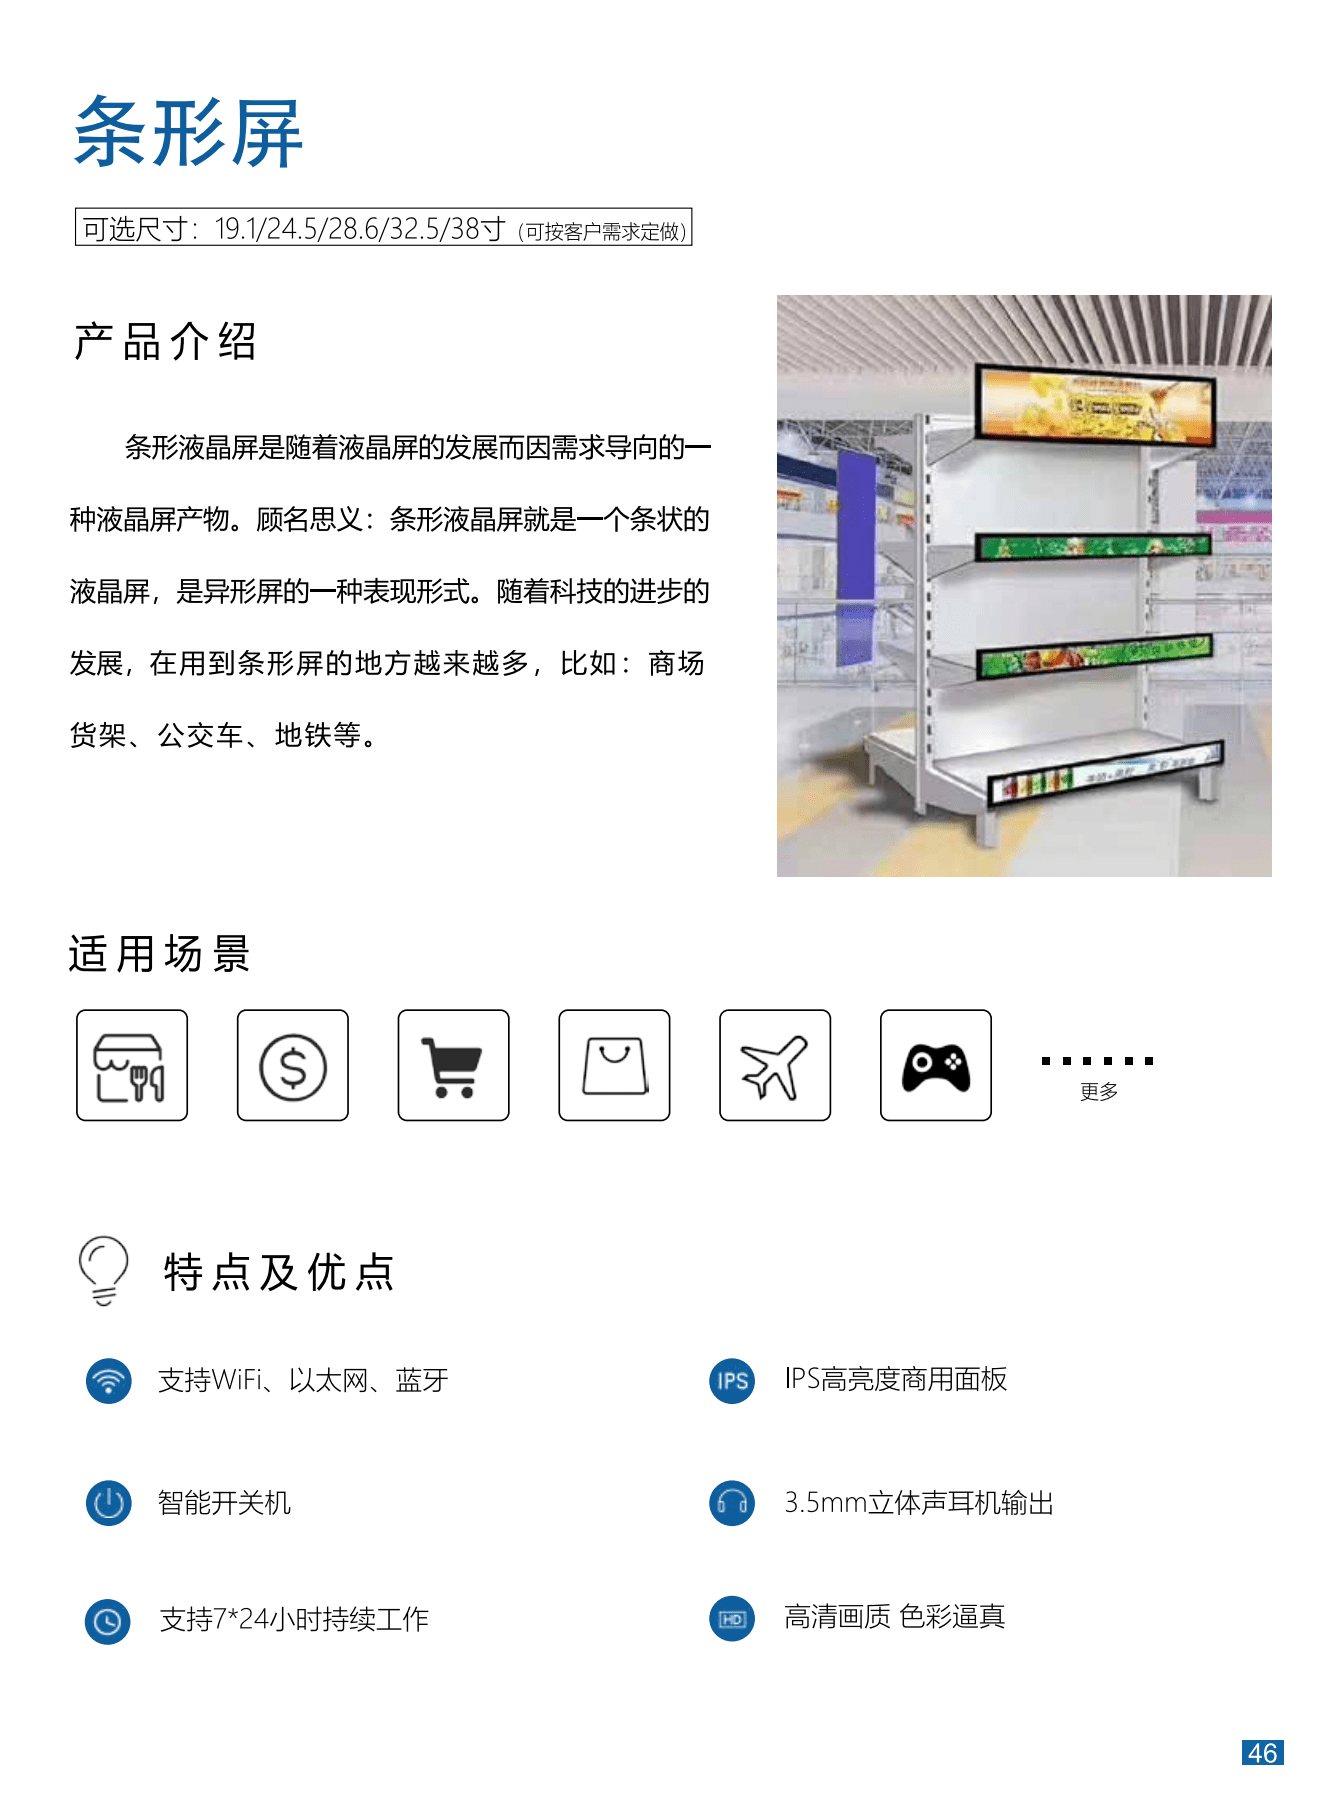 条形屏
可选尺寸：19.1/24.5/28.6/32.5/38寸（可按客户需求定做）
产品介绍
条形液晶屏是随着液晶屏的发展而因需求导向的一
种液晶屏产物。顾名思义：条形液晶屏就是一个条状的
液晶屏，是异形屏的一种表现形式。随着科技的进步的
发展，在用到条形屏的地方越来越多，比如：商场
货架、公交车、地铁等。
适用场景
更多
特点及优点
支持WiFi、以太网、蓝牙
IPS
IPS高亮度商用面板
智能开关机
3.5mm立体声耳机输出
支持7*24小时持续工作
HD
高清画质 色彩逼真
46